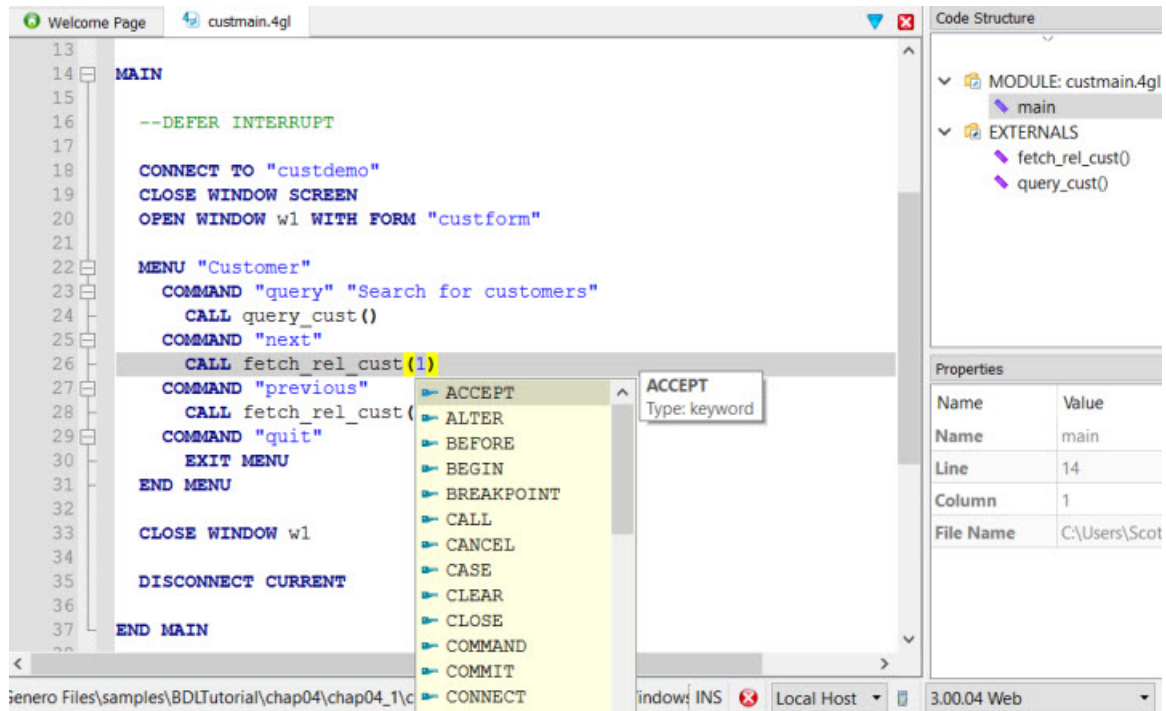 Welcome Page
custmain.4gl
13
14 MAIN
15
16 --DEFER INTERRUPT
17
18 CONNECT TO "custdemo"
19 CLOSE WINDOW SCREEN
20 OPEN WINDOW w1 WITH FORM "custform"
21
22 MENU "Customer"
23 COMMAND "query" "Search for customers"
24 CALL query_cust()
25 COMMAND "next"
26 CALL fetch_rel_cust(1)
27 COMMAND "previous"
28 CALL fetch_rel_cust(
29 COMMAND "quit"
30 EXIT MENU
31 END MENU
32
33 CLOSE WINDOW w1
34
35 DISCONNECT CURRENT
36
37 END MAIN
ACCEPT
ALTER
BEFORE
BEGIN
BREAKPOINT
CALL
CANCEL
CASE
CLEAR
CLOSE
COMMAND
COMMIT
CONNECT
ACCEPT
Type: keyword
Code Structure
MODULE: custmain.4gl
main
EXTERNALS
fetch_rel_cust()
query_cust()
Properties
Name Value
Name main
Line 14
Column 1
File Name C:\Users\Scot
Genero Files\samples\BDLTutorial\chap04\chap04_1\c
INS
Local Host
3.00.04 Web